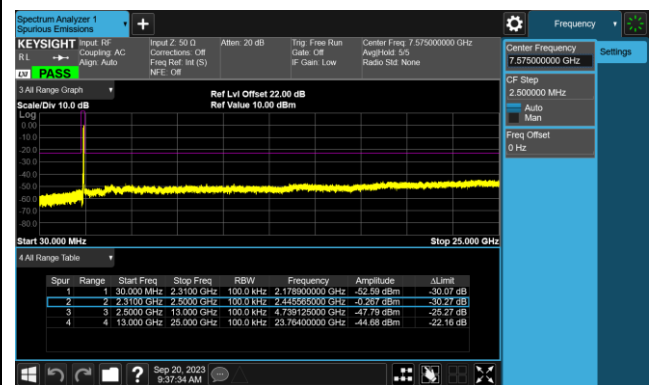 Spectrum Analyzer 1
Spurious Emissions
Frequency
KEYSIGHT Input: RF
Coupling: AC
Align: Auto
Input Z: 50 Ω
Corrections: Off
Freq Ref: Int (S)
NFE: Off
Atten: 20 dB
Trig: Free Run
Gate: Off
IF Gain: Low
Center Freq: 7.575000000 GHz
Avg|Hold: 5/5
Radio Std: None
RL
LXI PASS
Center Frequency
7.575000000 GHz
Settings
CF Step
2.500000 MHz
Auto
Man
Freq Offset
0 Hz
3 All Range Graph
Scale/Div 10.0 dB
Ref Lvl Offset 22.00 dB
Ref Value 10.00 dBm
Log
0.00
-10.0
-20.0
-30.0
-40.0
-50.0
-60.0
-70.0
-80.0
Start 30.000 MHz Stop 25.000 GHz
4 All Range Table
Spur Range Start Freq Stop Freq RBW Frequency Amplitude ΔLimit
1 1 30.000 MHz 2.3100 GHz 100.0 kHz 2.178900000 GHz -52.59 dBm -30.07 dB
2 2 2.3100 GHz 2.5000 GHz 100.0 kHz 2.445565000 GHz -0.267 dBm -30.27 dB
3 3 2.5000 GHz 13.000 GHz 100.0 kHz 4.739125000 GHz -47.79 dBm -25.27 dB
4 4 13.000 GHz 25.000 GHz 100.0 kHz 23.76400000 GHz -44.68 dBm -22.16 dB
Sep 20, 2023
9:37:34 AM